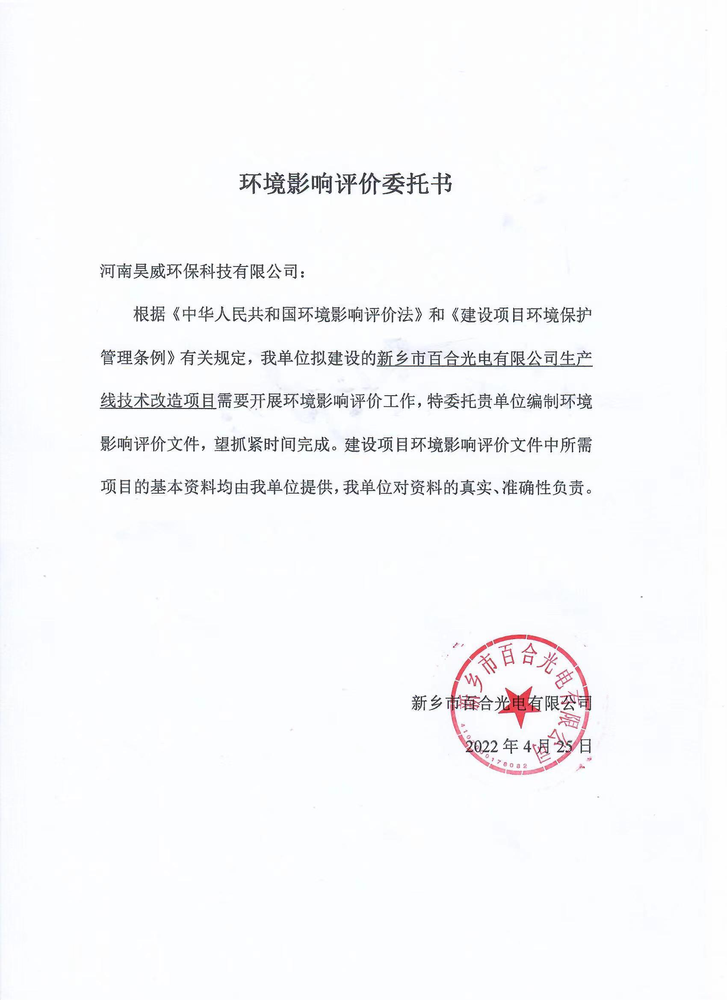 环境影响评价委托书
河南昊威环保科技有限公司：
根据《中华人民共和国环境影响评价法》和《建设项目环境保护
管理条例》有关规定，我单位拟建设的新乡市百合光电有限公司生产
线技术改造项目需要开展环境影响评价工作，特委托贵单位编制环境
影响评价文件，望抓紧时间完成。建设项目环境影响评价文件中所需
项目的基本资料均由我单位提供，我单位对资料的真实、准确性负责。
新乡市百合光电有限公司
2022 年 4 月 25 日
新乡市百合光电有限公司